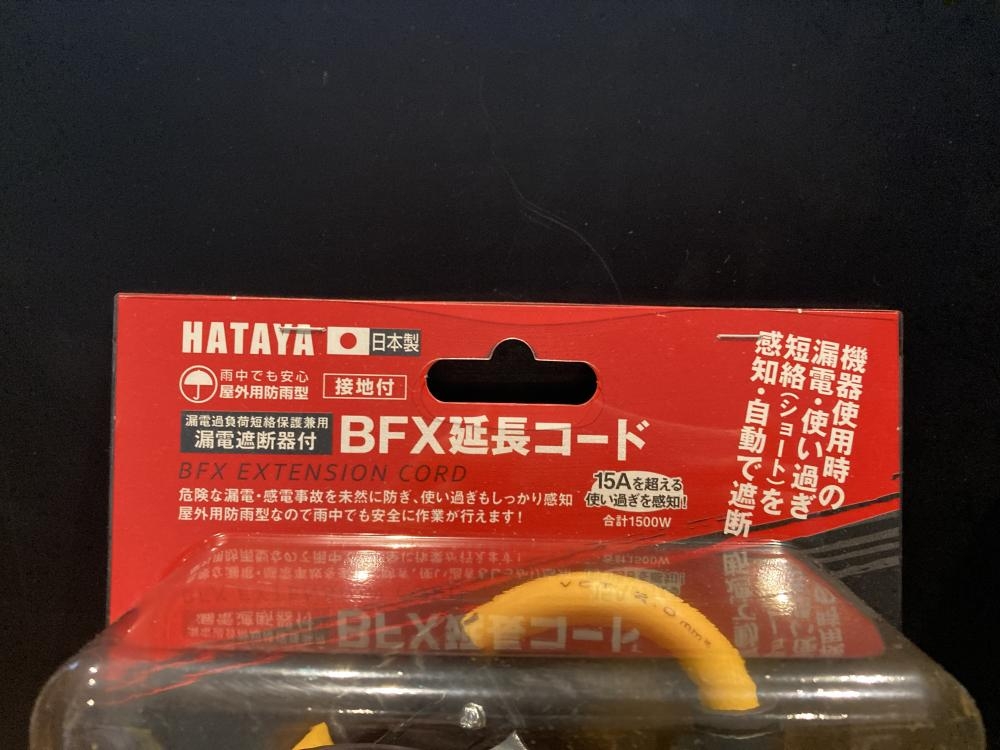 HATAYA 日本製
雨中でも安心
屋外用防雨型
接地付
漏電過負荷短絡保護兼用
漏電遮断器付
BFX延長コード
BFX EXTENSION CORD
危険な漏電・感電事故を未然に防ぎ、使い過ぎもしっかり感知
屋外用防雨型なので雨中でも安全に作業が行えます!
15Aを超える
使い過ぎを感知!
合計1500W
機器使用時の
漏電・使い過ぎ
短絡(ショート)を
感知・自動で遮断